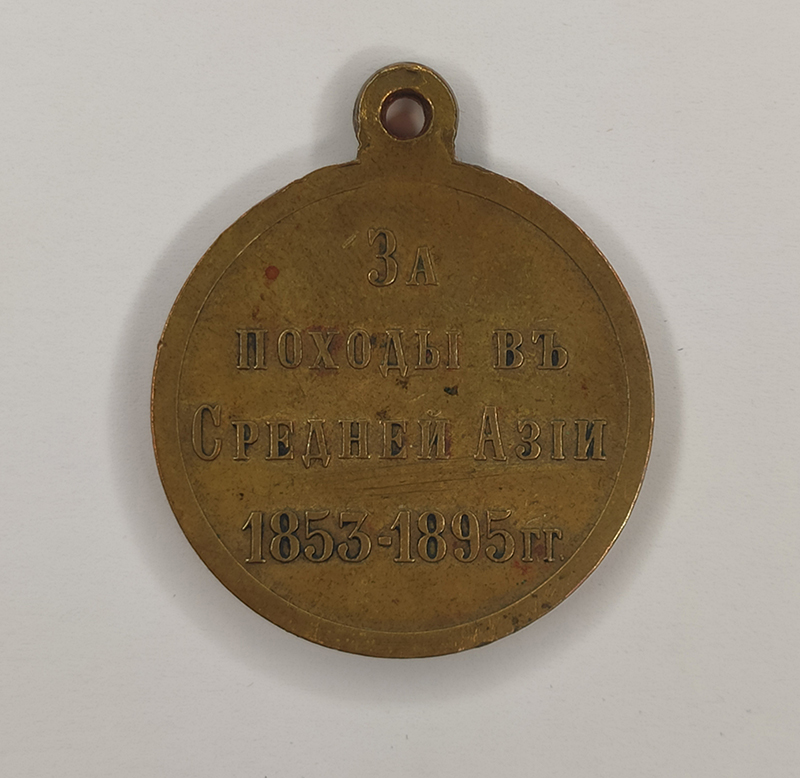 За
походы въ
Средней Азіи
1853-1895гг.